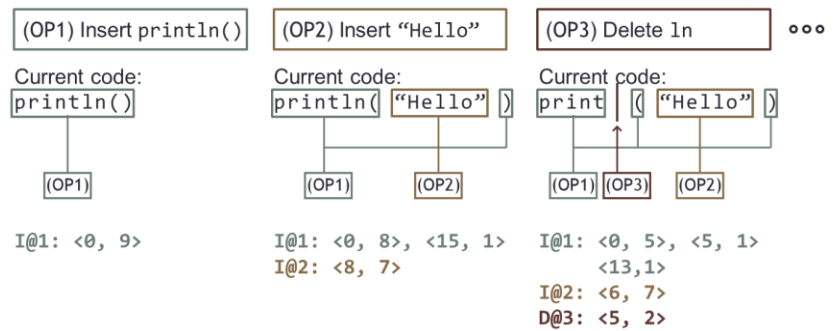 (OP1) Insert println()
(OP2) Insert “Hello”
(OP3) Delete ln
Current code:
println()
(OP1)
I@1: <0, 9>
Current code:
println( “Hello” )
(OP1) (OP2)
I@1: <0, 8>, <15, 1>
I@2: <8, 7>
Current code:
print ( “Hello” )
(OP1) (OP3) (OP2)
I@1: <0, 5>, <5, 1>
<13,1>
I@2: <6, 7>
D@3: <5, 2>